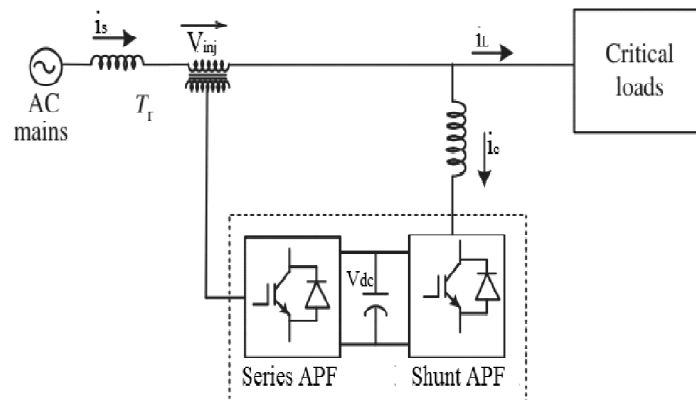 is
Vinj
iL
AC
mains
Tr
Critical
loads
ic
Vdc
Series APF
Shunt APF